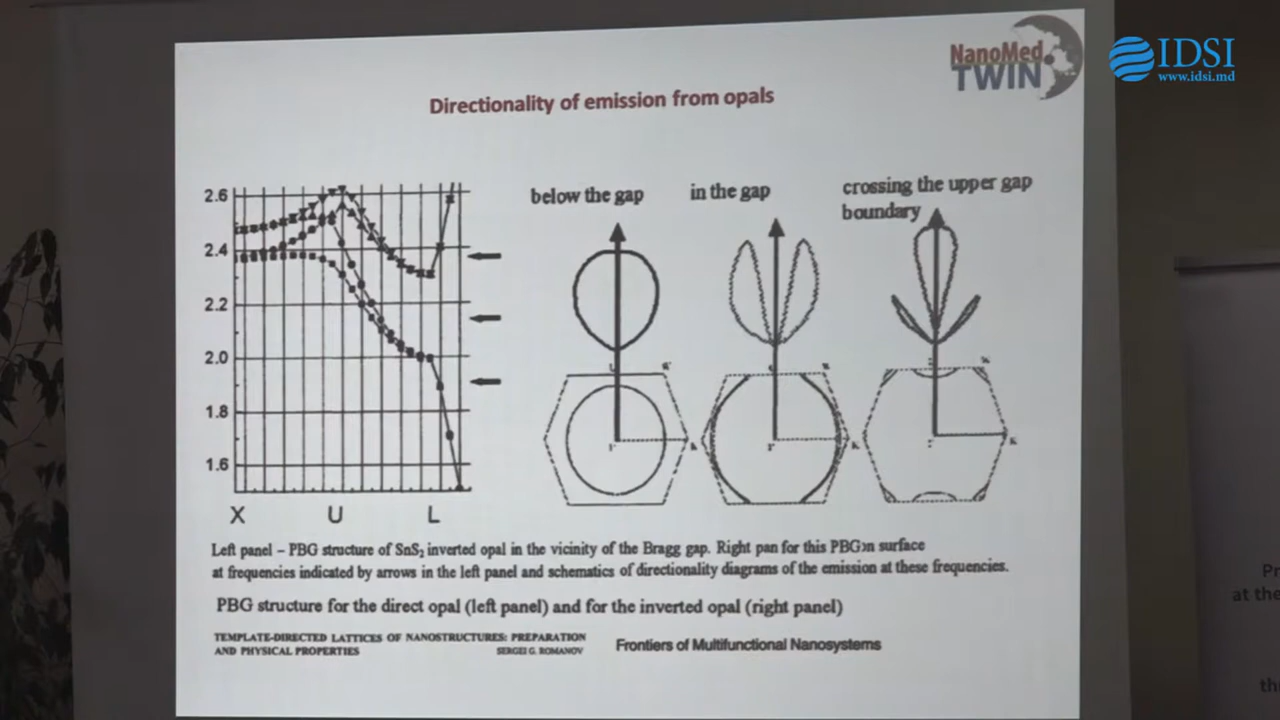 NanoMed
TWIN
IDSI
www.idsi.md
Directionality of emission from opals
2.6
2.4
2.2
2.0
1.8
1.6
X
U
L
below the gap
in the gap
crossing the upper gap
boundary
Left panel – PBG structure of SnS₂ inverted opal in the vicinity of the Bragg gap. Right pan for this PBG surface
at frequencies indicated by arrows in the left panel and schematics of directionality diagrams of the emission at these frequencies.
PBG structure for the direct opal (left panel) and for the inverted opal (right panel)
TEMPLATE-DIRECTED LATTICES OF NANOSTRUCTURES: PREPARATION
AND PHYSICAL PROPERTIES
SERGEI G. ROMANOV
Frontiers of Multifunctional Nanosystems
at the